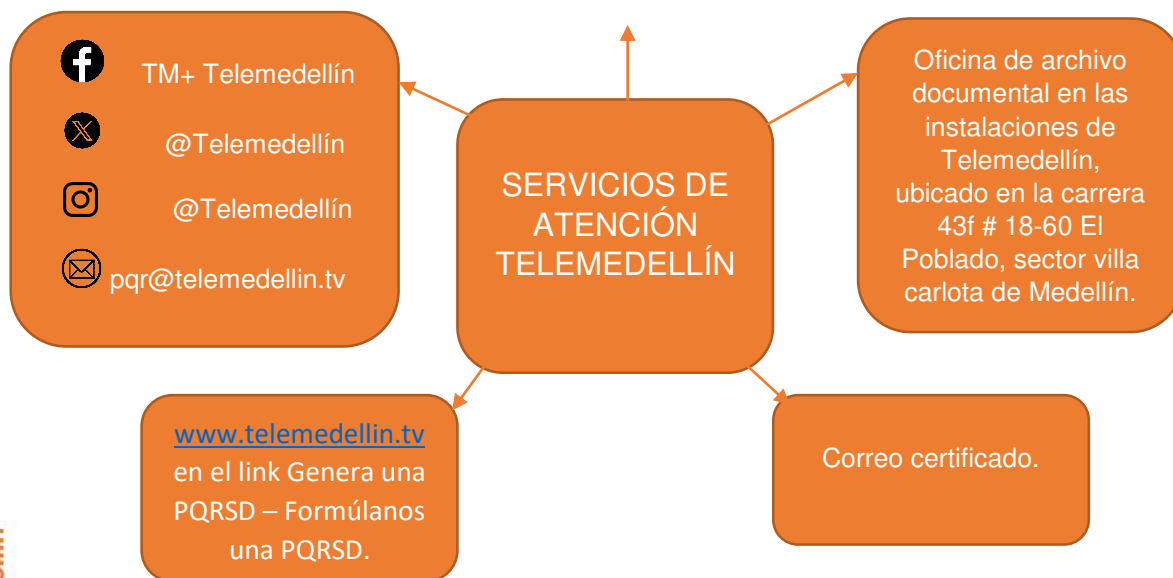 TM+ Telemedellín
@Telemedellín
@Telemedellín
pqr@telemedellin.tv
SERVICIOS DE
ATENCIÓN
TELEMEDELLÍN
Oficina de archivo
documental en las
instalaciones de
Telemedellín,
ubicado en la carrera
43f # 18-60 El
Poblado, sector villa
carlota de Medellín.
www.telemedellin.tv
en el link Genera una
PQRSD – Formúlanos
una PQRSD.
Correo certificado.